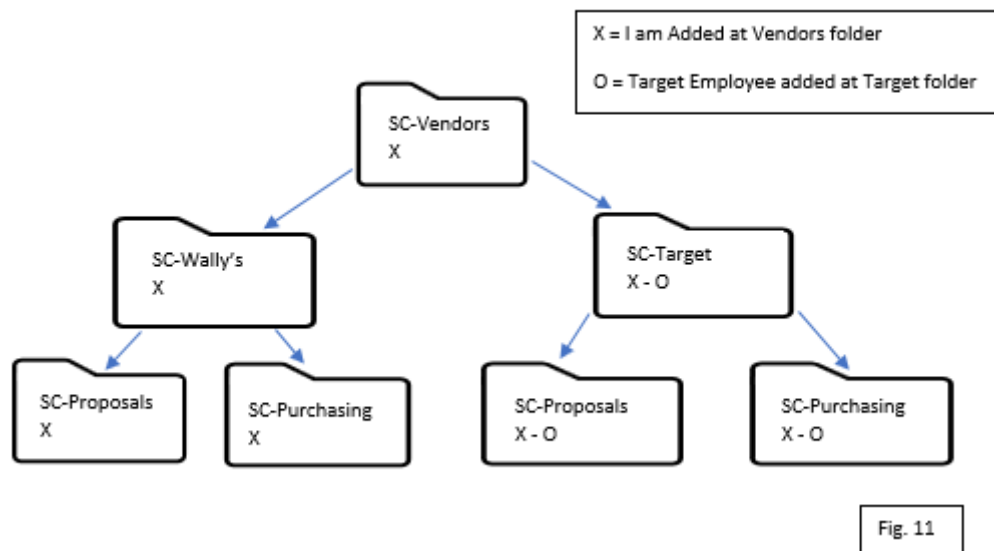 X = I am Added at Vendors folder
O = Target Employee added at Target folder
SC-Vendors
X
SC-Wally's
X
SC-Target
X - O
SC-Proposals
X
SC-Purchasing
X
SC-Proposals
X - O
SC-Purchasing
X - O
Fig. 11